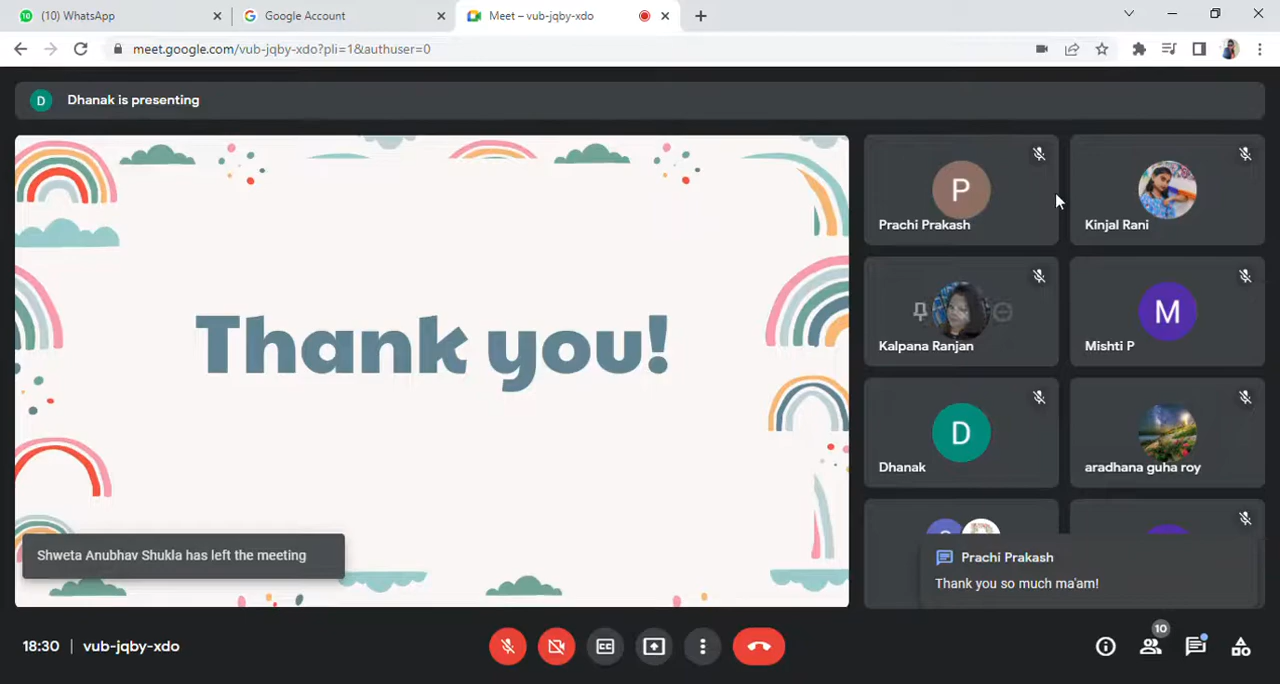 (10) WhatsApp
Google Account
Meet – vub-jqby-xdo
meet.google.com/vub-jqby-xdo?pli=1&authuser=0
D Dhanak is presenting
Thank you!
Shweta Anubhav Shukla has left the meeting
P
Prachi Prakash
Kinjal Rani
Kalpana Ranjan
M
Mishti P
D
Dhanak
aradhana guha roy
Prachi Prakash
Thank you so much ma'am!
18:30 | vub-jqby-xdo
CC
10